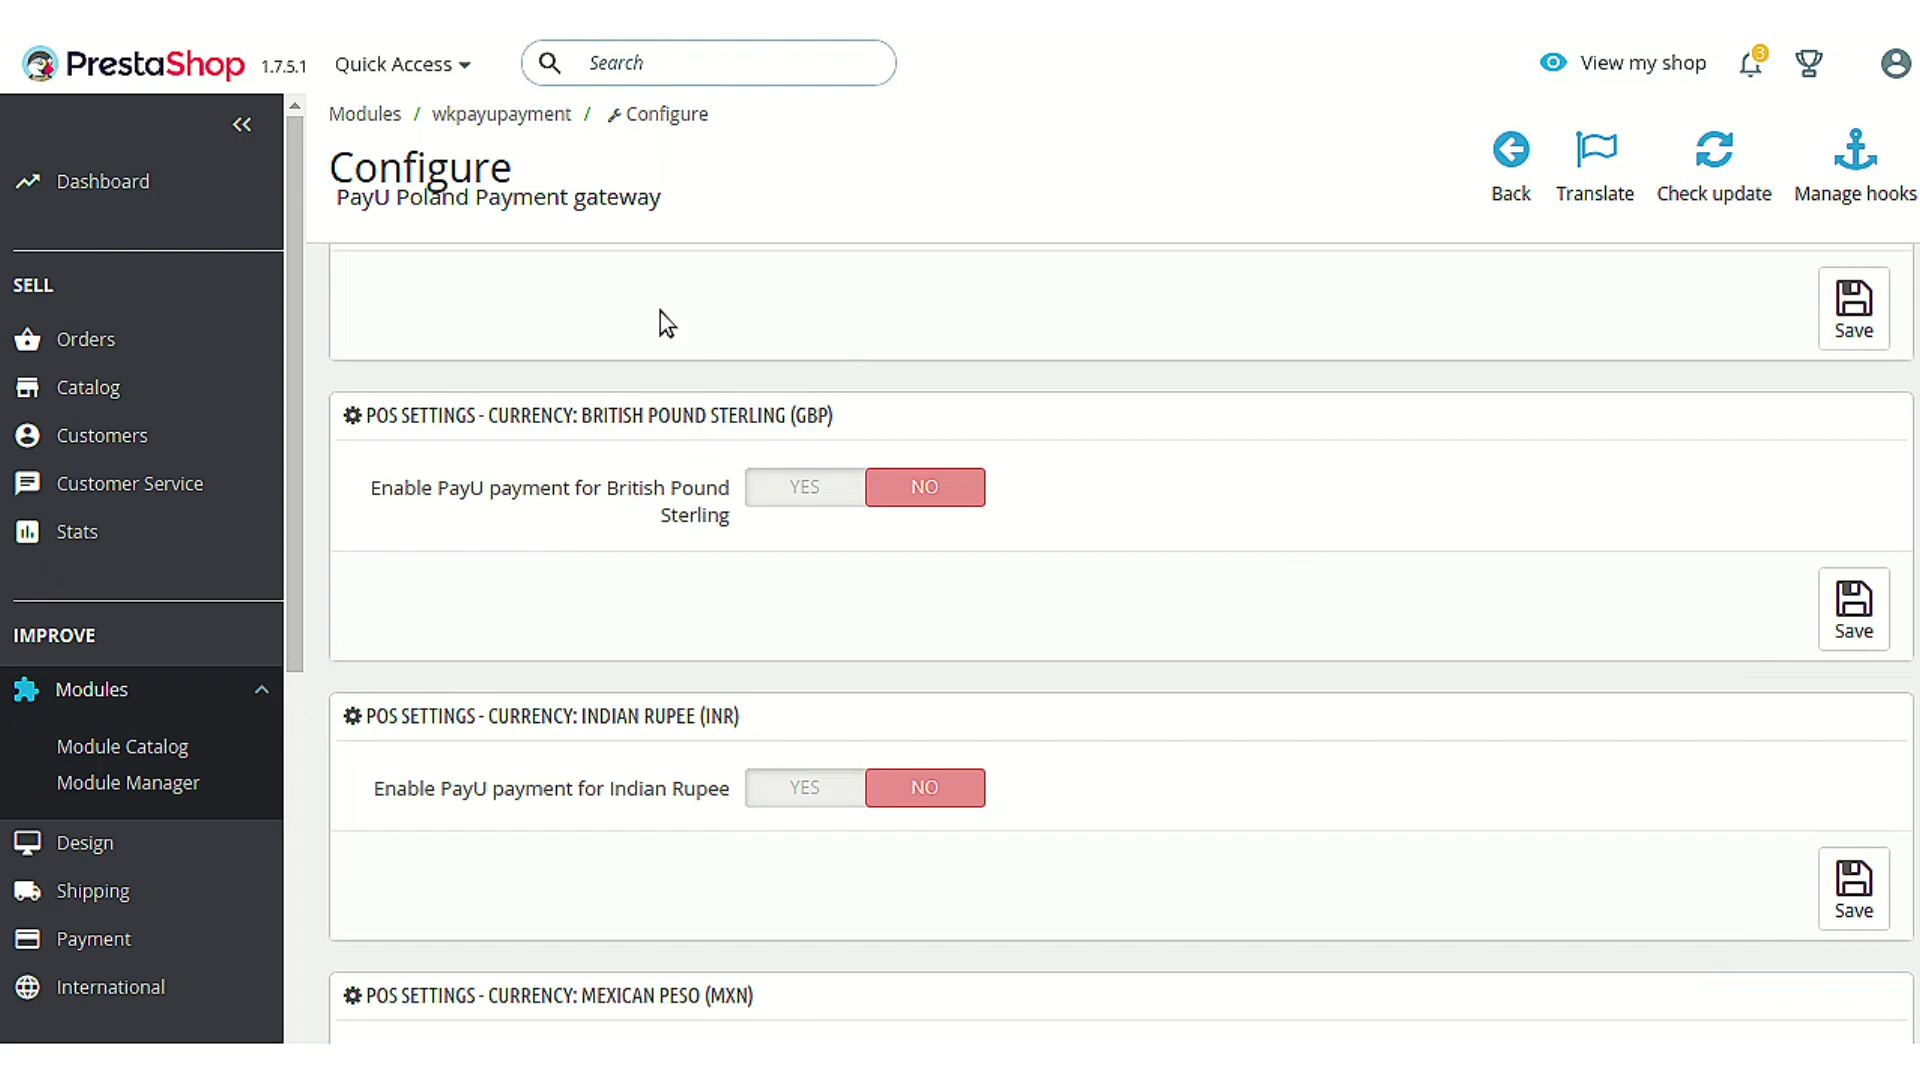 PrestaShop 1.7.5.1 Quick Access Search View my shop 3
Modules / wkpayupayment / Configure
Configure
PayU Poland Payment gateway
Back Translate Check update Manage hooks
Dashboard
SELL
Orders
Catalog
Customers
Customer Service
Stats
IMPROVE
Modules
Module Catalog
Module Manager
Design
Shipping
Payment
International
Save
POS SETTINGS - CURRENCY: BRITISH POUND STERLING (GBP)
Enable PayU payment for British Pound YES NO
Sterling
Save
POS SETTINGS - CURRENCY: INDIAN RUPEE (INR)
Enable PayU payment for Indian Rupee YES NO
Save
POS SETTINGS - CURRENCY: MEXICAN PESO (MXN)